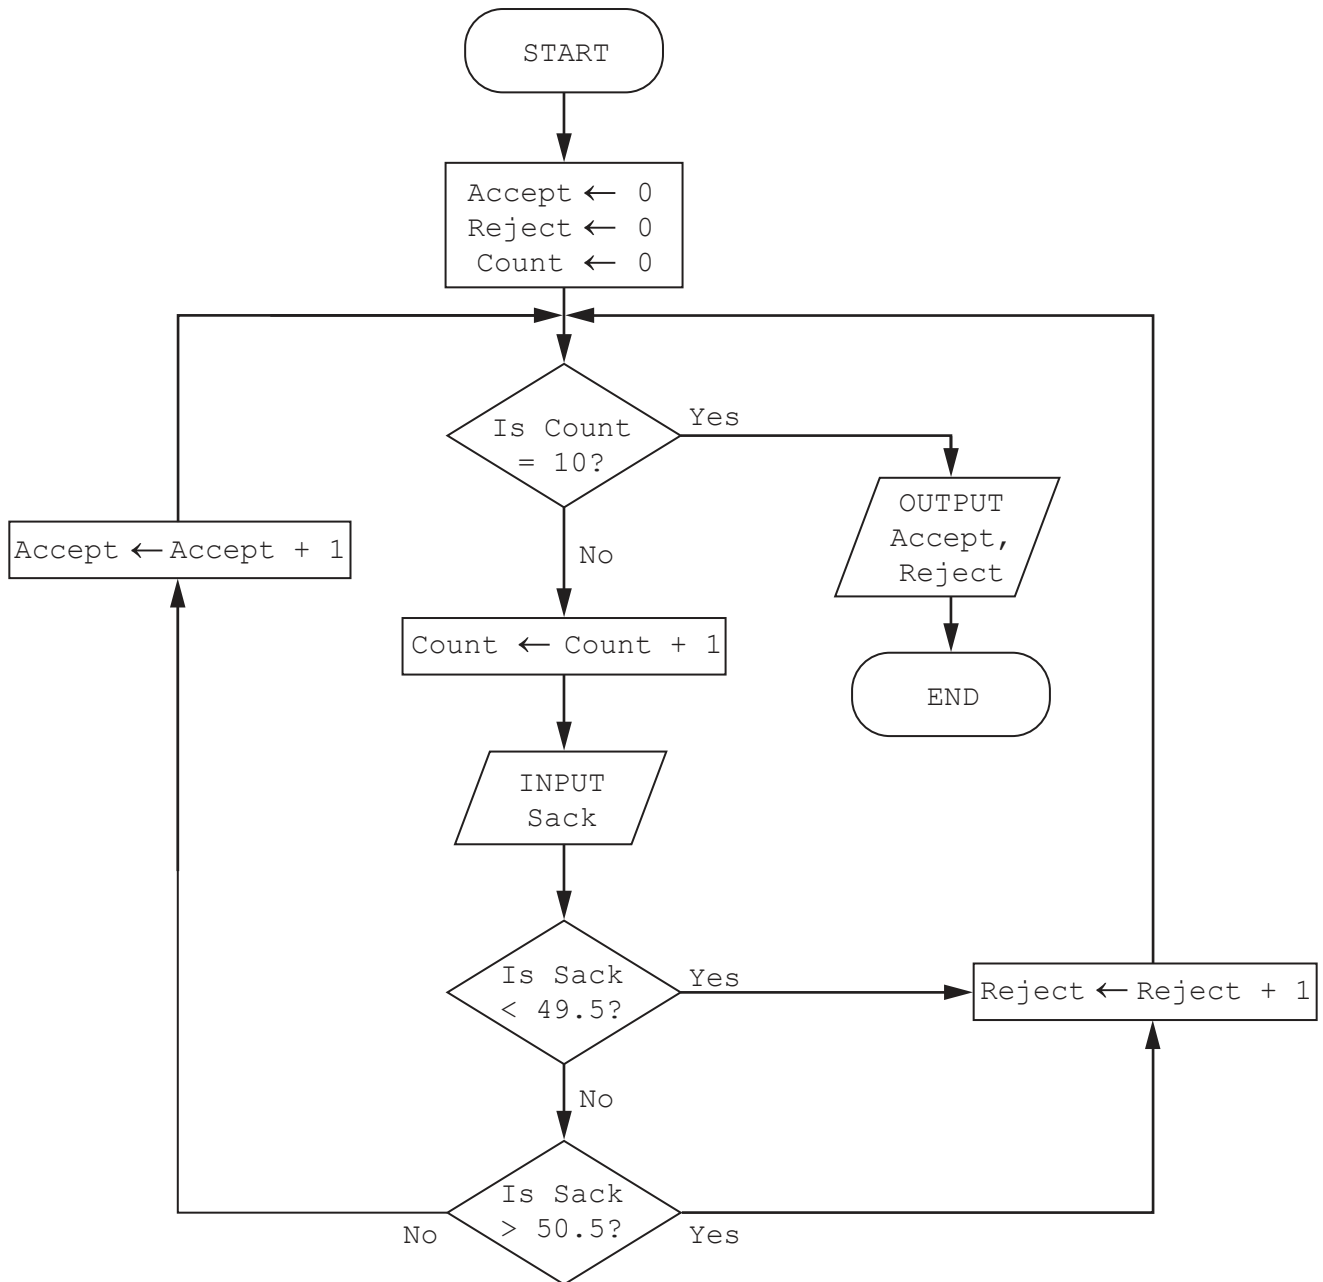 START
Accept ← 0
Reject ← 0
Count ← 0
Is Count
= 10?
Yes
OUTPUT
Accept,
Reject
END
No
Accept ← Accept + 1
Count ← Count + 1
INPUT
Sack
Is Sack
< 49.5?
Yes
Reject ← Reject + 1
No
Is Sack
> 50.5?
No
Yes